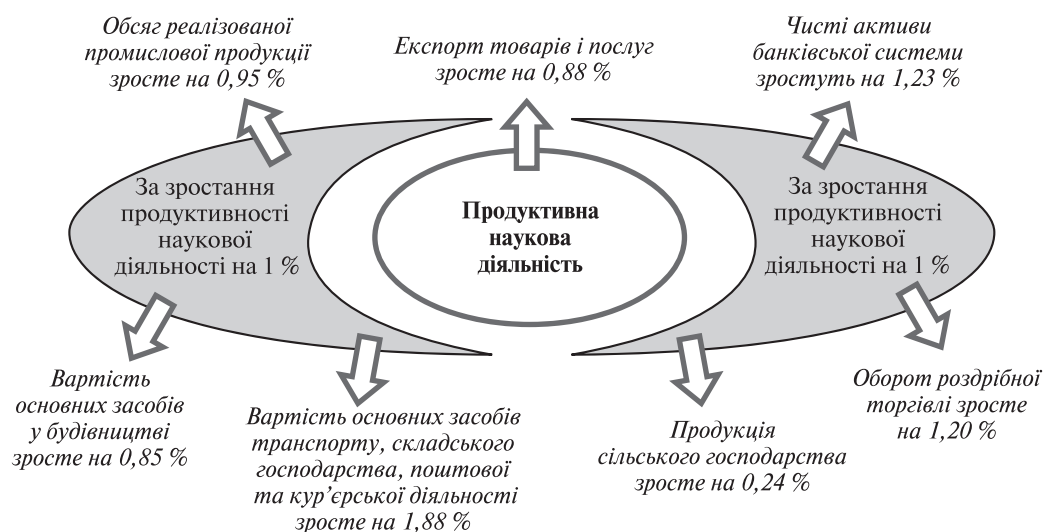 Обсяг реалізованої
промислової продукції
зросте на 0,95 %
Експорт товарів і послуг
зросте на 0,88 %
Чисті активи
банківської системи
зростуть на 1,23 %
За зростання
продуктивності
наукової
діяльності на 1 %
Продуктивна
наукова
діяльність
За зростання
продуктивності
наукової
діяльності на 1 %
Вартість
основних засобів
у будівництві
зросте на 0,85 %
Вартість основних засобів
транспорту, складського
господарства, поштової
та кур’єрської діяльності
зросте на 1,88 %
Продукція
сільського господарства
зросте на 0,24 %
Оборот роздрібної
торгівлі зросте
на 1,20 %